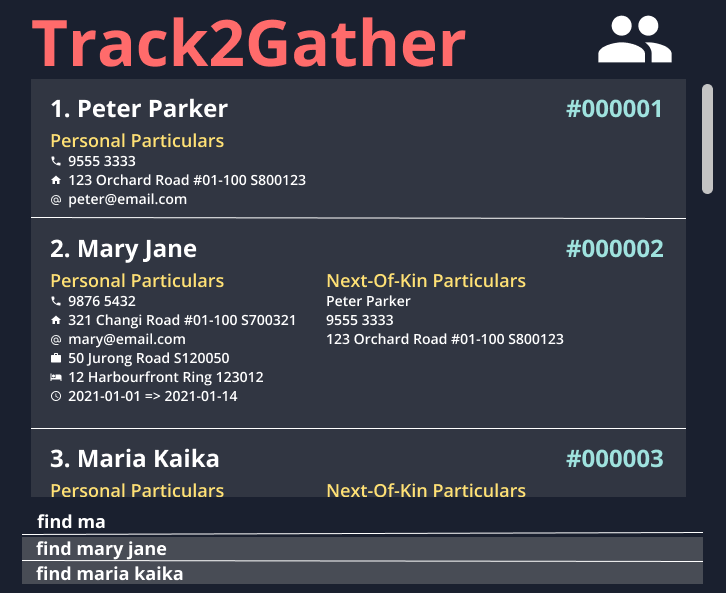 Track2Gather
1. Peter Parker
#000001
Personal Particulars
9555 3333
123 Orchard Road #01-100 S800123
@ peter@email.com
2. Mary Jane
#000002
Personal Particulars
9876 5432
321 Changi Road #01-100 S700321
@ mary@email.com
50 Jurong Road S120050
12 Harbourfront Ring 123012
2021-01-01 => 2021-01-14
Next-Of-Kin Particulars
Peter Parker
9555 3333
123 Orchard Road #01-100 S800123
3. Maria Kaika
#000003
Personal Particulars
Next-Of-Kin Particulars
find ma
find mary jane
find maria kaika